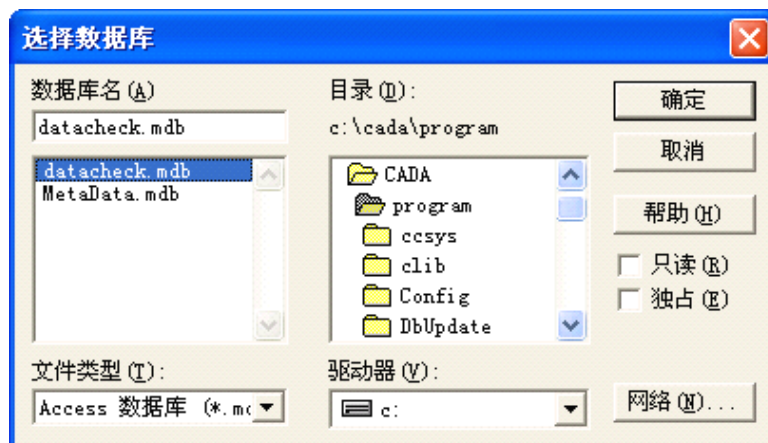 选择数据库
数据库名(A)
datacheck.mdb
datacheck.mdb
MetaData.mdb
文件类型(T):
Access 数据库 (*.m
目录(D):
c:\cada\program
CADA
program
ccsys
clib
Config
DbUpdate
驱动器(V):
c:
确定
取消
帮助(H)
只读(R)
独占(E)
网络(N)...